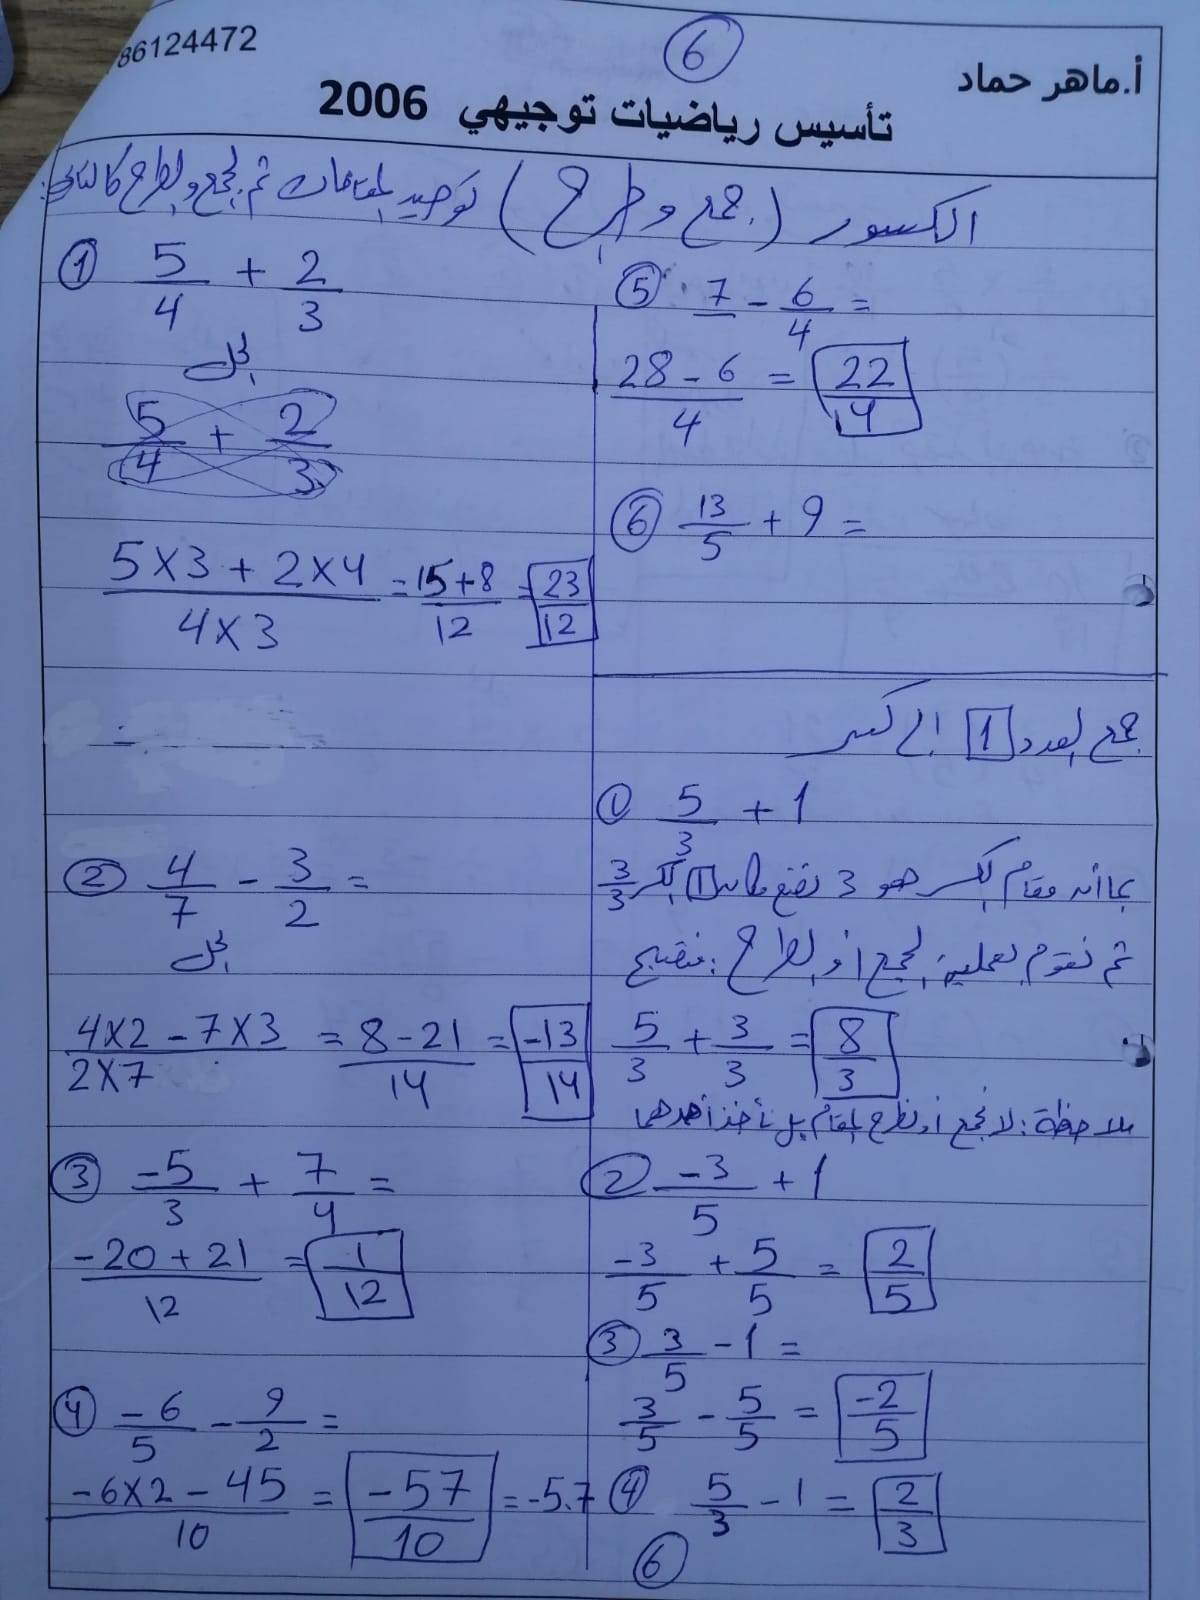 86124472
6
أ.ماهر حماد
تأسيس رياضيات توجيهي 2006
الكسور (جمع وطرح) توحيد المقامات ثم الجمع والطرح كالتالي:
① 5/4 + 2/3
الحل
5/4 + 2/3
(5×3 + 2×4)/(4×3) = (15+8)/12 = 23/12
② 4/7 - 3/2 =
الحل
(4×2 - 7×3)/(2×7) = (8-21)/14 = -13/14
③ -5/3 + 7/4 =
(-20 + 21)/12 = 1/12
④ -6/5 - 9/2 =
(-6×2 - 45)/10 = -57/10 = -5.7
⑤ 7 - 6/4 =
(28 - 6)/4 = 22/14
⑥ 13/5 + 9 =
جمع العدد 1 الى كسر
① 5/3 + 1
بما أنه مقام الكسر هو 3 نضع مكان 1 الكسر 3/3
ثم نقوم بعملية الجمع أو الطرح فتصبح:
5/3 + 3/3 = 8/3
ملاحظة: لا نجمع أو نطرح المقام بل نأخذ أحدهما
② -3/5 + 1
-3/5 + 5/5 = 2/5
③ 3/5 - 1 =
3/5 - 5/5 = -2/5
④ 5/3 - 1 = 2/3
6